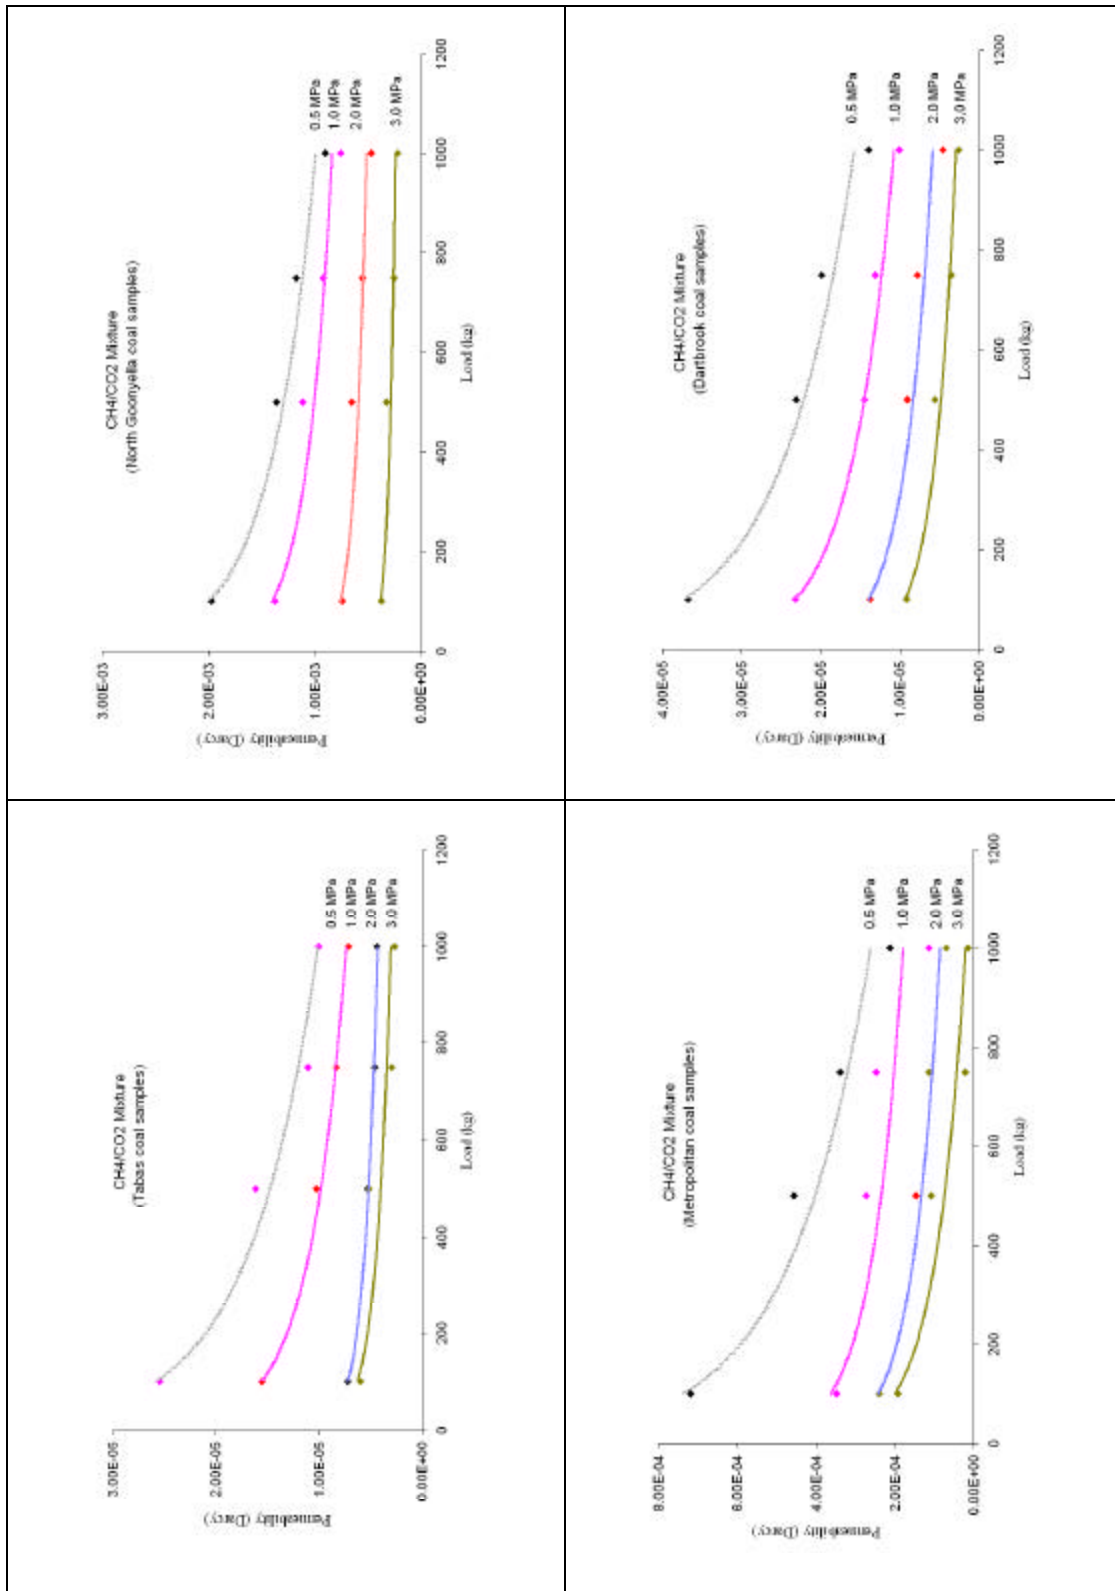 CH4/CO2 Mixture
(Tabas coal samples)
Permeability (Darcy)
3.00E-05
2.00E-05
1.00E-05
0.00E+00
0
200
400
600
800
1000
1200
Load (kg)
0.5 MPa
1.0 MPa
2.0 MPa
3.0 MPa
CH4/CO2 Mixture
(North Goonyella coal samples)
Permeability (Darcy)
3.00E-03
2.00E-03
1.00E-03
0.00E+00
0
200
400
600
800
1000
1200
Load (kg)
0.5 MPa
1.0 MPa
2.0 MPa
3.0 MPa
CH4/CO2 Mixture
(Metropolitan coal samples)
Permeability (Darcy)
8.00E-04
6.00E-04
4.00E-04
2.00E-04
0.00E+00
0
200
400
600
800
1000
1200
Load (kg)
0.5 MPa
1.0 MPa
2.0 MPa
3.0 MPa
CH4/CO2 Mixture
(Dartbrook coal samples)
Permeability (Darcy)
4.00E-05
3.00E-05
2.00E-05
1.00E-05
0.00E+00
0
200
400
600
800
1000
1200
Load (kg)
0.5 MPa
1.0 MPa
2.0 MPa
3.0 MPa